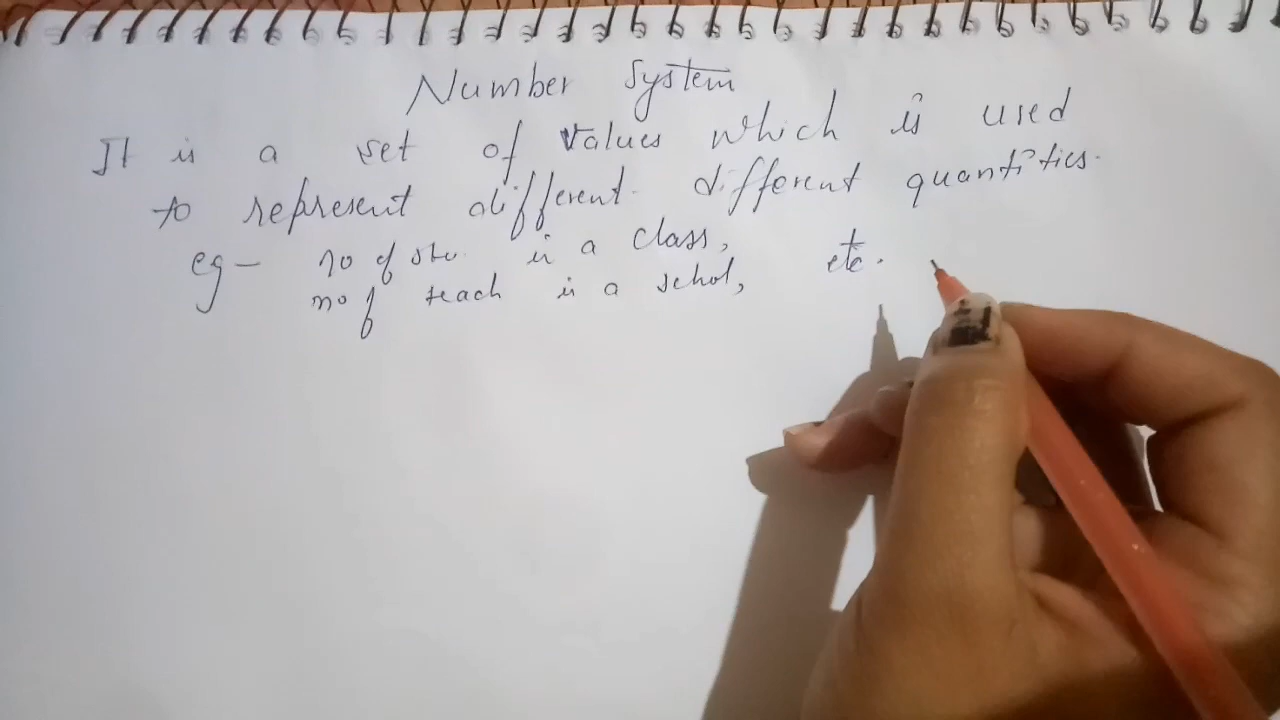 Number System
It is a set of values which is used
to represent different different quantities.
eg- no of stu in a class, etc.
no of teach in a schol,